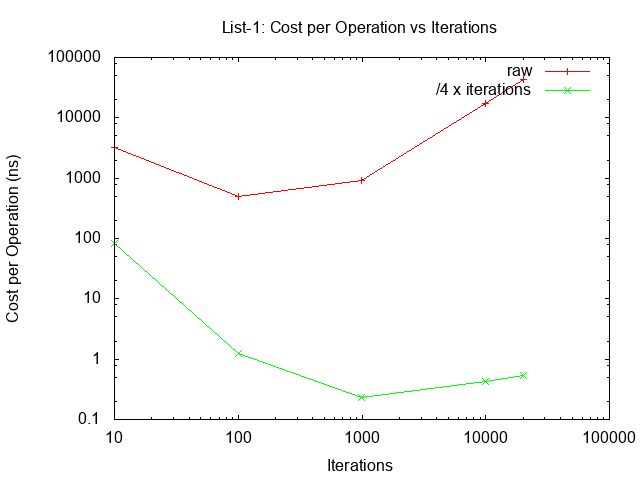 List-1: Cost per Operation vs Iterations
100000
10000
1000
100
10
1
0.1
Cost per Operation (ns)
raw
/4 x iterations
10
100
1000
10000
100000
Iterations